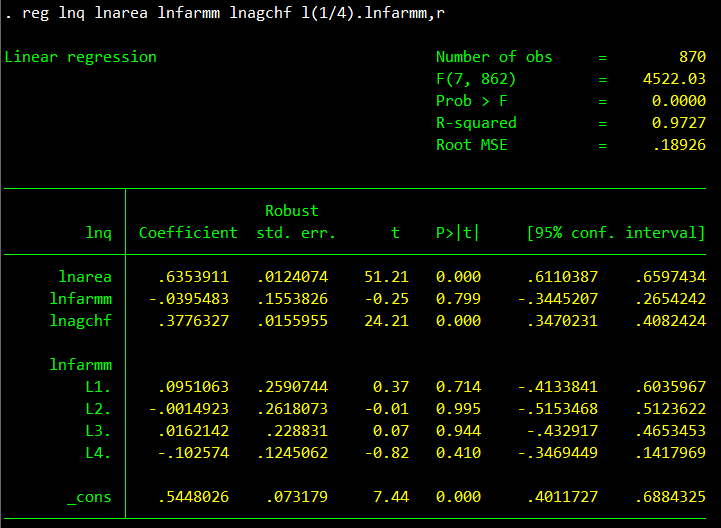 . reg lnq lnarea lnfarmm lnagchf l(1/4).lnfarmm,r
Linear regression Number of obs = 870
F(7, 862) = 4522.03
Prob > F = 0.0000
R-squared = 0.9727
Root MSE = .18926
Robust
lnq Coefficient std. err. t P>|t| [95% conf. interval]
lnarea .6353911 .0124074 51.21 0.000 .6110387 .6597434
lnfarmm -.0395483 .1553826 -0.25 0.799 -.3445207 .2654242
lnagchf .3776327 .0155955 24.21 0.000 .3470231 .4082424
lnfarmm
L1. .0951063 .2590744 0.37 0.714 -.4133841 .6035967
L2. -.0014923 .2618073 -0.01 0.995 -.5153468 .5123622
L3. .0162142 .228831 0.07 0.944 -.432917 .4653453
L4. -.102574 .1245062 -0.82 0.410 -.3469449 .1417969
_cons .5448026 .073179 7.44 0.000 .4011727 .6884325